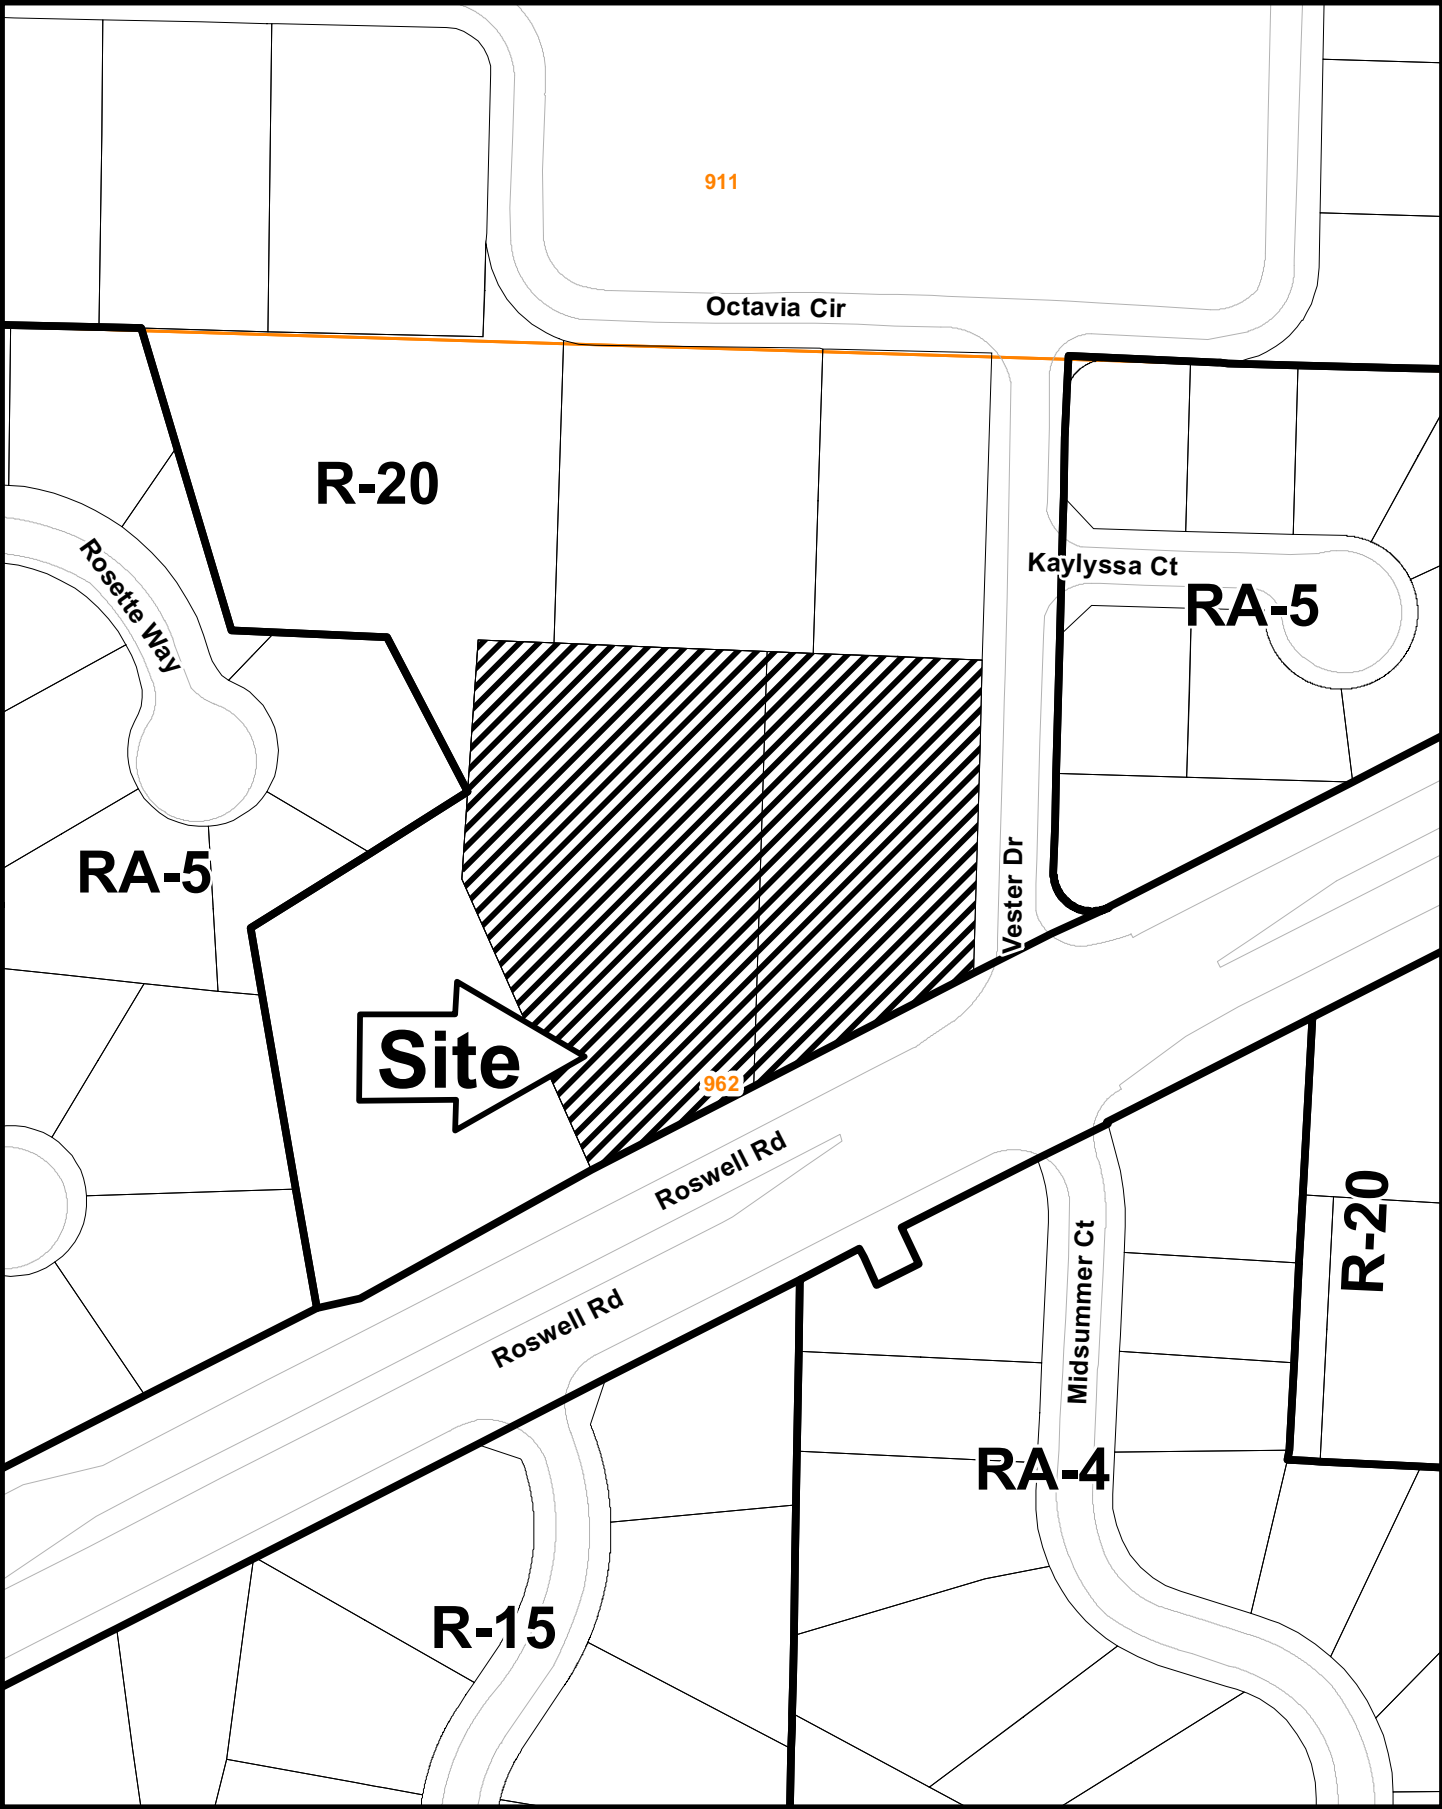 911
Octavia Cir
R-20
Rosette Way
Kaylyssa Ct
RA-5
RA-5
Vester Dr
Site
962
Roswell Rd
Roswell Rd
Midsummer Ct
R-20
RA-4
R-15